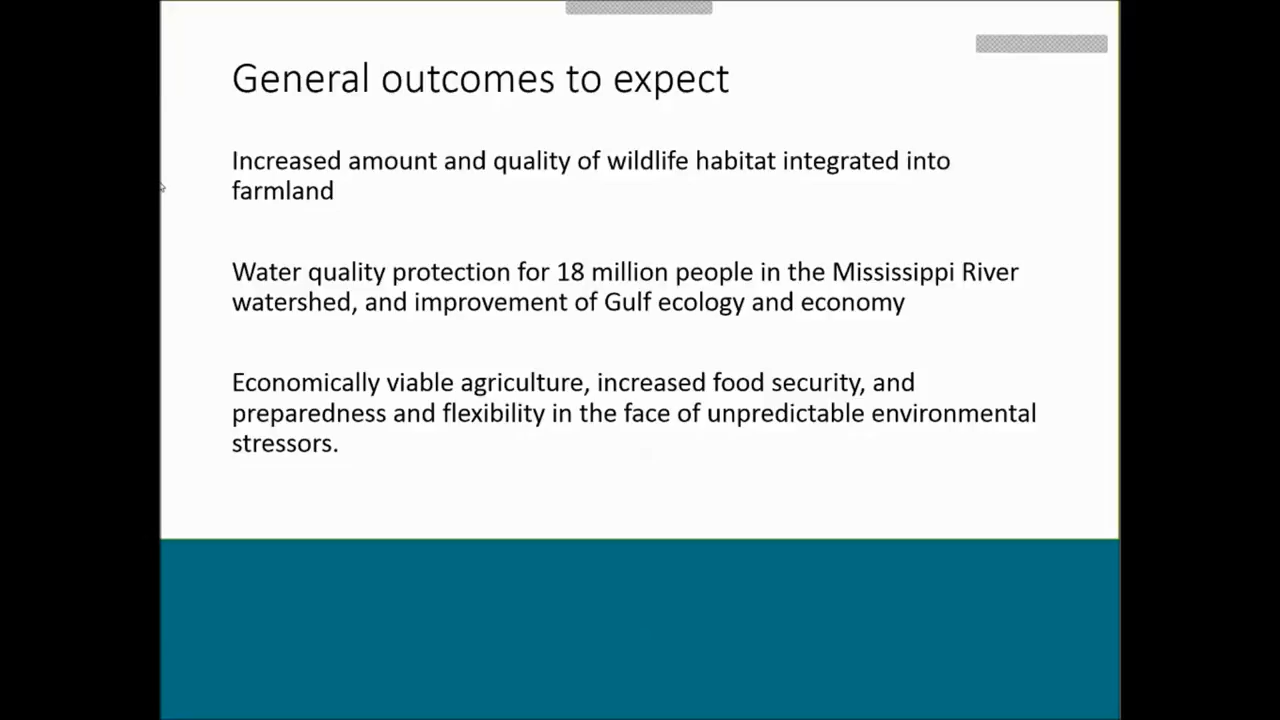 General outcomes to expect
Increased amount and quality of wildlife habitat integrated into
farmland
Water quality protection for 18 million people in the Mississippi River
watershed, and improvement of Gulf ecology and economy
Economically viable agriculture, increased food security, and
preparedness and flexibility in the face of unpredictable environmental
stressors.